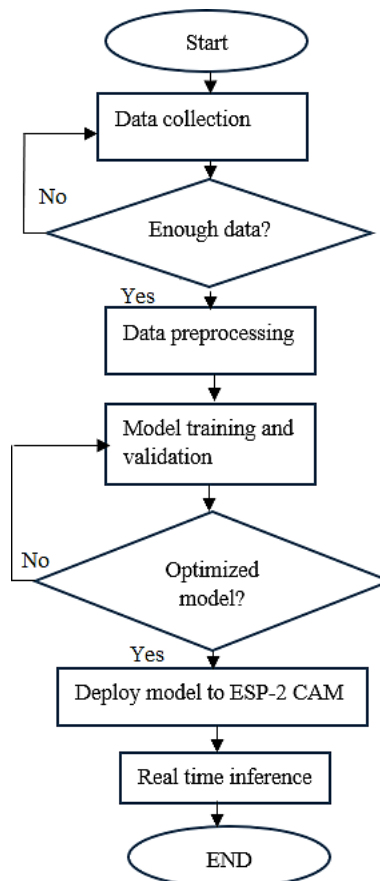 Start
Data collection
No
Enough data?
Yes
Data preprocessing
Model training and
validation
No
Optimized
model?
Yes
Deploy model to ESP-2 CAM
Real time inference
END